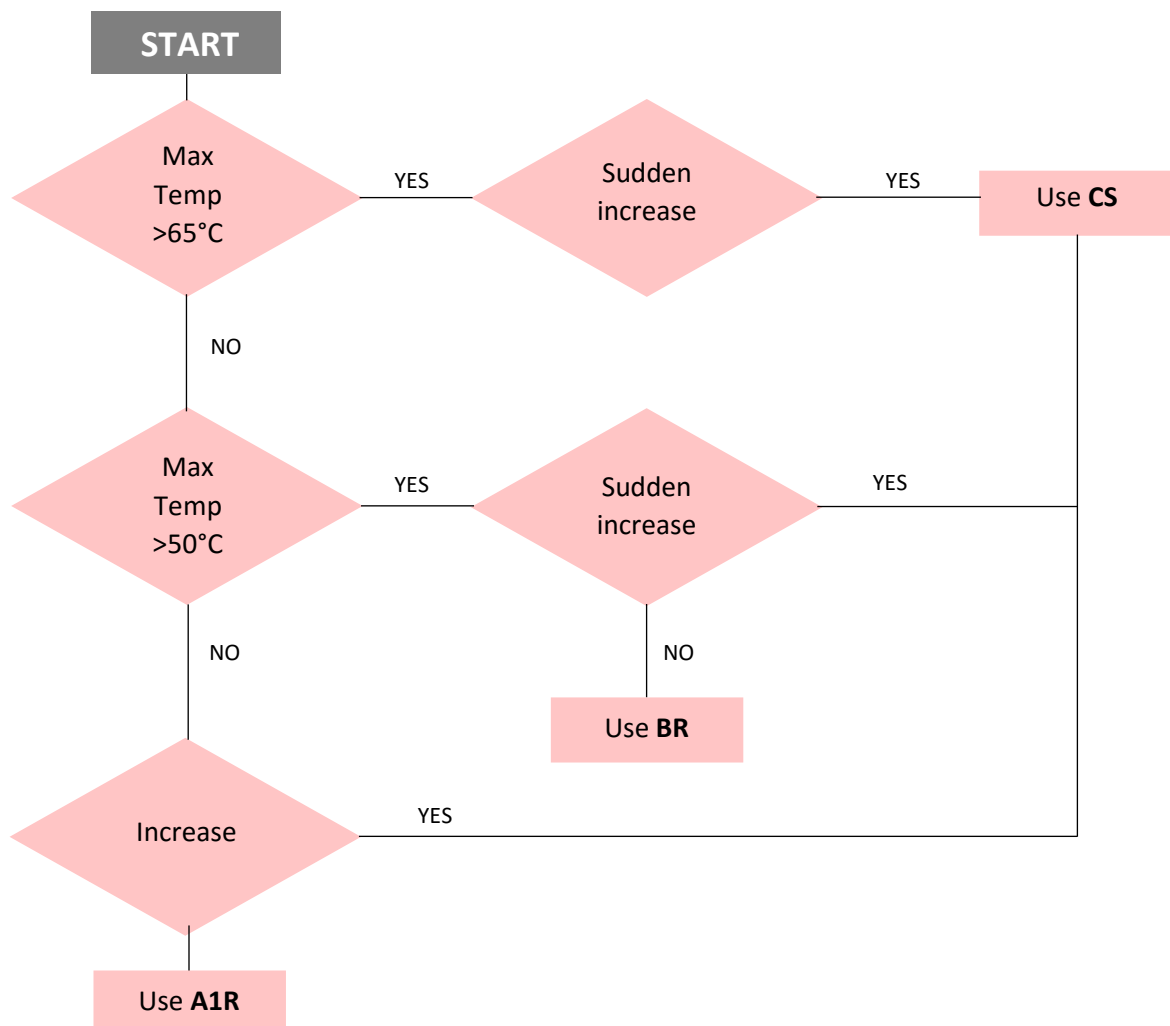 START
Max
Temp
>65°C
YES
Sudden
increase
YES
Use CS
NO
Max
Temp
>50°C
YES
Sudden
increase
YES
NO
NO
Use BR
Increase
YES
Use A1R